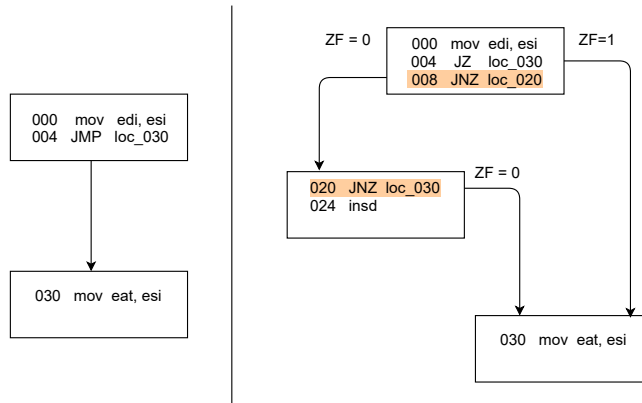 000 mov edi, esi
004 JMP loc_030
030 mov eat, esi
ZF = 0
000 mov edi, esi
004 JZ loc_030
008 JNZ loc_020
ZF=1
020 JNZ loc_030
024 insd
ZF = 0
030 mov eat, esi